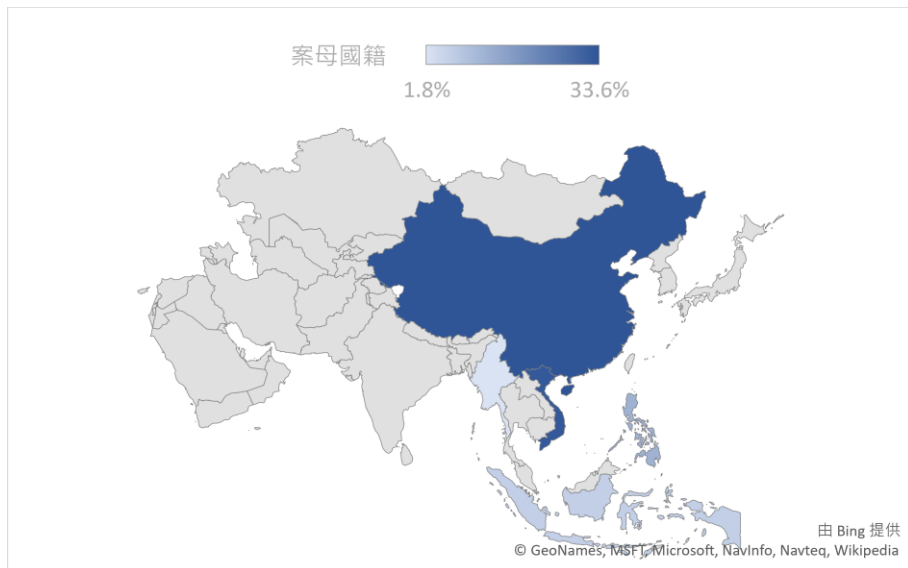 案母國籍
1.8% 33.6%
由 Bing 提供
© GeoNames, MSFT, Microsoft, NavInfo, Navteq, Wikipedia